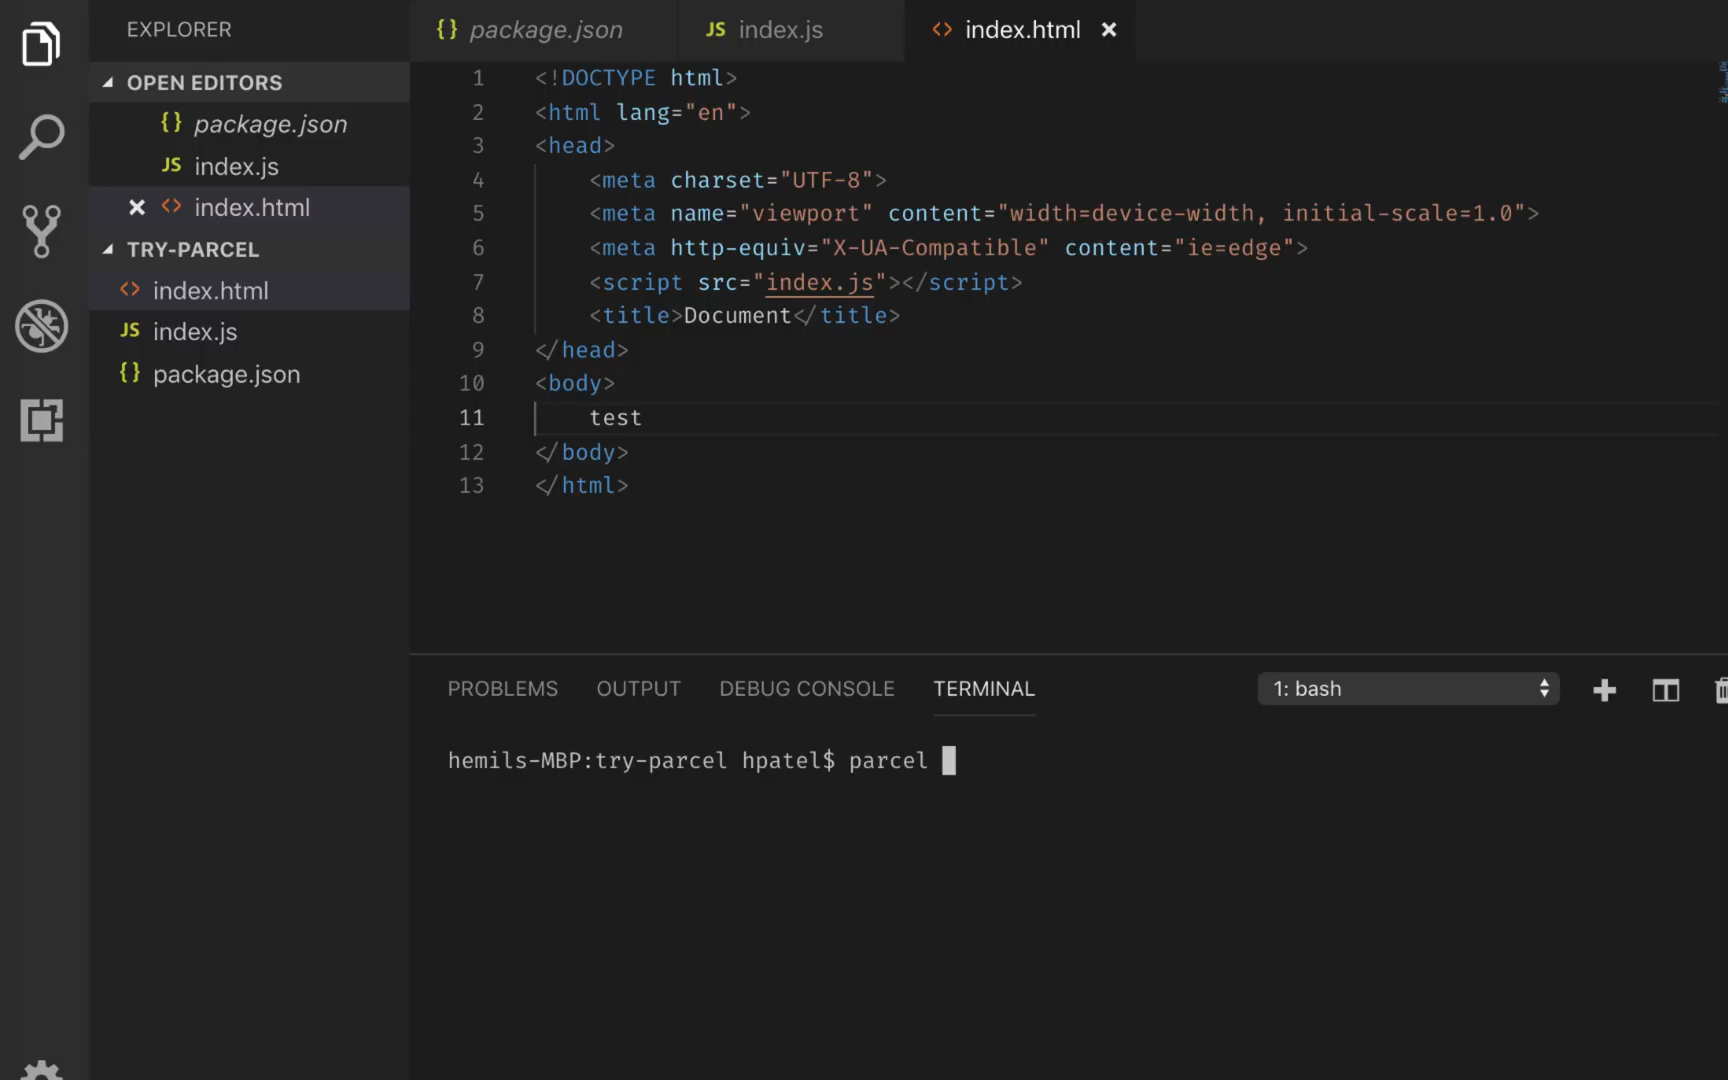 EXPLORER
OPEN EDITORS
{} package.json
JS index.js
<> index.html
TRY-PARCEL
<> index.html
JS index.js
{} package.json
{} package.json
JS index.js
<> index.html
1 <!DOCTYPE html>
2 <html lang="en">
3 <head>
4 <meta charset="UTF-8">
5 <meta name="viewport" content="width=device-width, initial-scale=1.0">
6 <meta http-equiv="X-UA-Compatible" content="ie=edge">
7 <script src="index.js"></script>
8 <title>Document</title>
9 </head>
10 <body>
11 test
12 </body>
13 </html>
PROBLEMS OUTPUT DEBUG CONSOLE TERMINAL
1: bash
hemils-MBP:try-parcel hpatel$ parcel